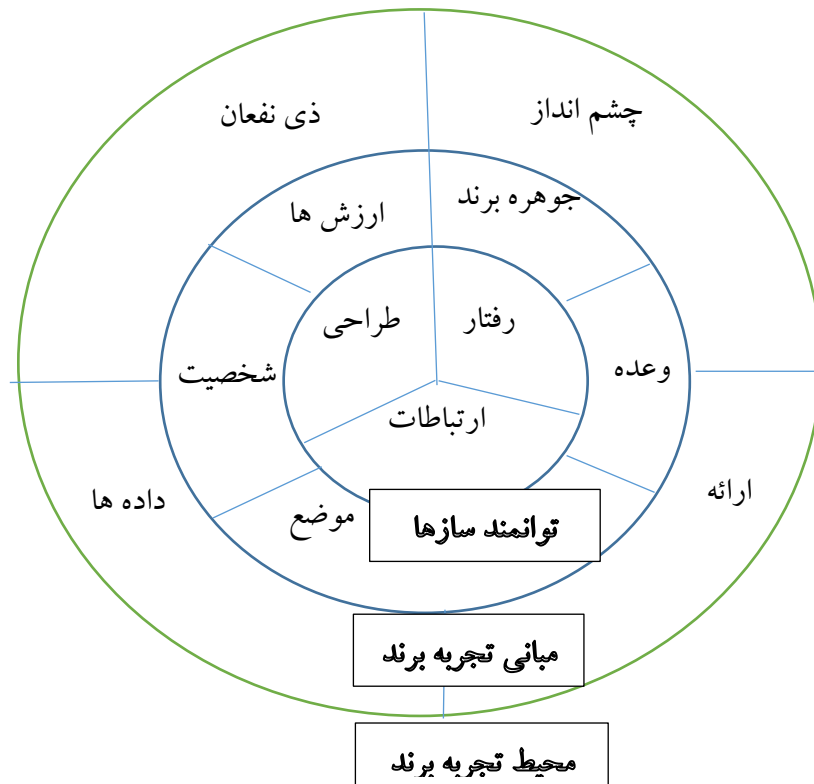 چشم انداز
ذی نفعان
جوهره برند
ارزش ها
رفتار
طراحی
وعده
شخصیت
ارتباطات
ارائه
داده ها
موضع
توانمند سازها
مبانی تجربه برند
محیط تجربه برند